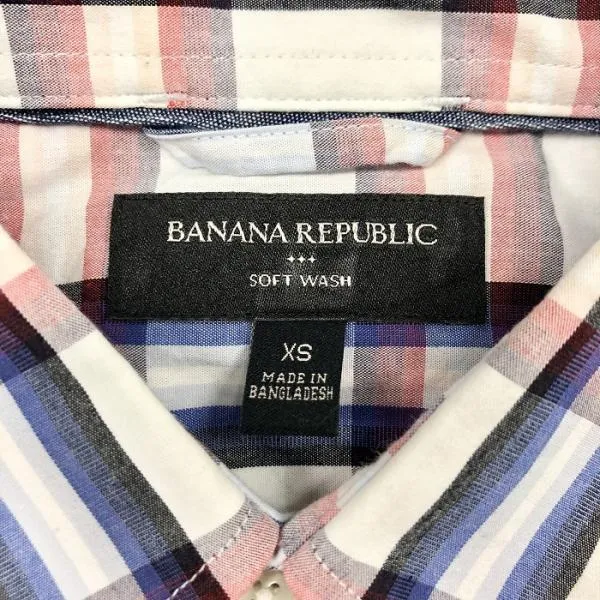 BANANA REPUBLIC
SOFT WASH
XS
MADE IN
BANGLADESH